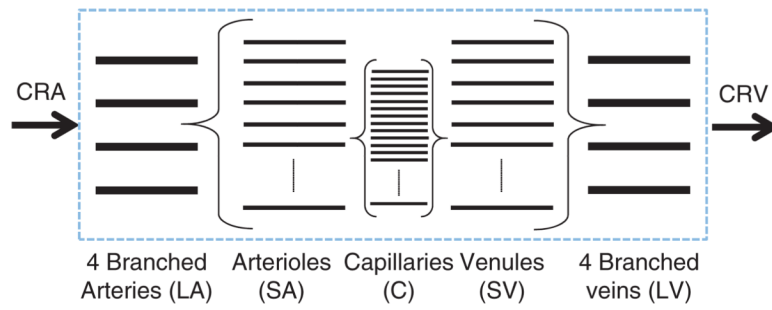 CRA
CRV
4 Branched Arterioles Capillaries Venules 4 Branched
Arteries (LA) (SA) (C) (SV) veins (LV)